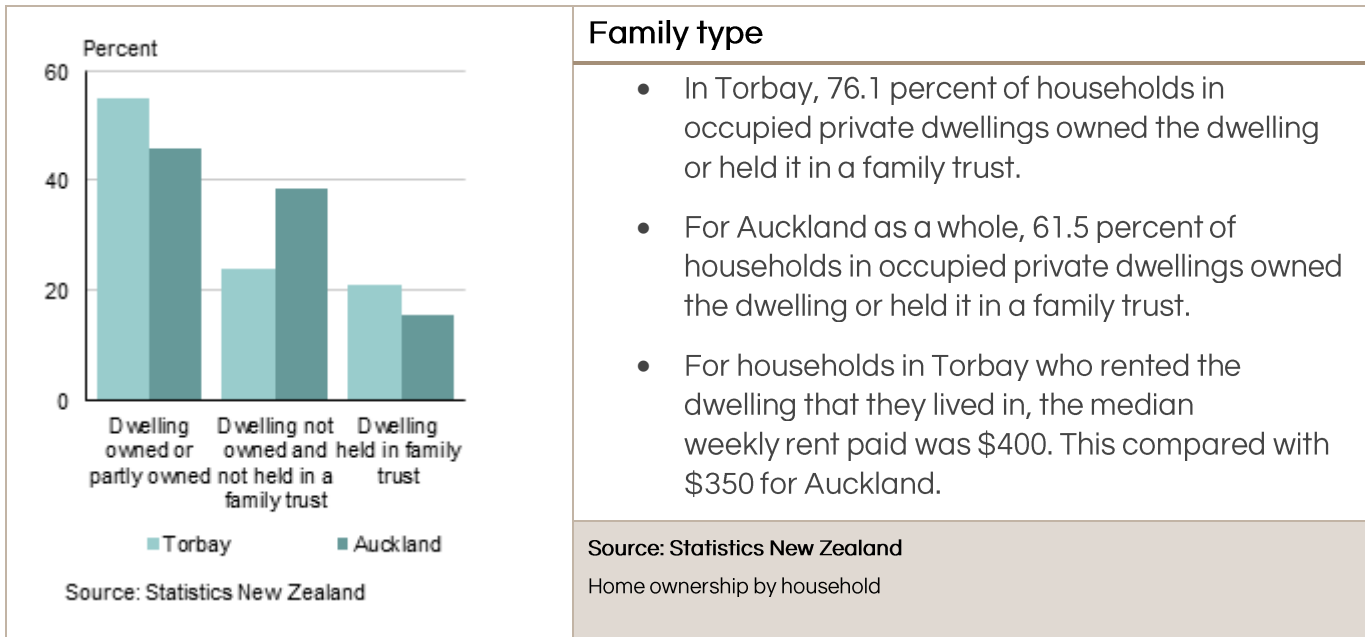 Percent
60
40
20
0
Dwelling owned or partly owned
Dwelling not owned and not held in a family trust
Dwelling held in family trust
Torbay
Auckland
Source: Statistics New Zealand
Family type
• In Torbay, 76.1 percent of households in
occupied private dwellings owned the dwelling
or held it in a family trust.
• For Auckland as a whole, 61.5 percent of
households in occupied private dwellings owned
the dwelling or held it in a family trust.
• For households in Torbay who rented the
dwelling that they lived in, the median
weekly rent paid was $400. This compared with
$350 for Auckland.
Source: Statistics New Zealand
Home ownership by household